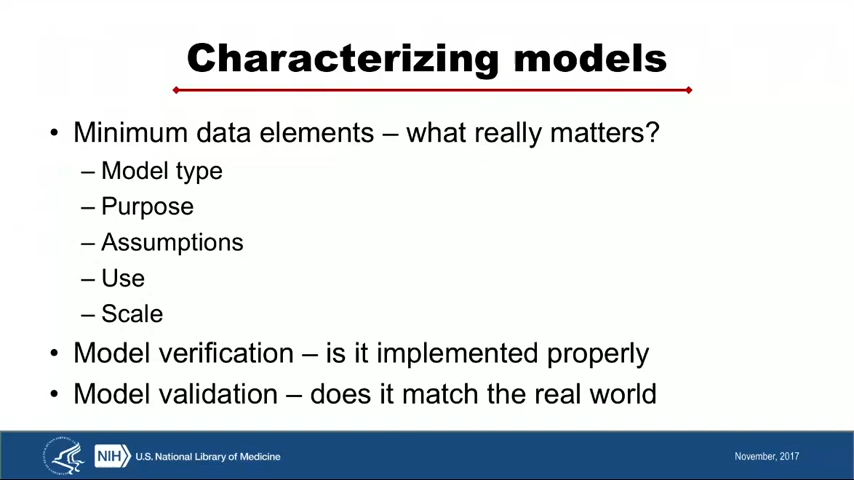 Characterizing models
• Minimum data elements – what really matters?
– Model type
– Purpose
– Assumptions
– Use
– Scale
• Model verification – is it implemented properly
• Model validation – does it match the real world
NIH U.S. National Library of Medicine
November, 2017